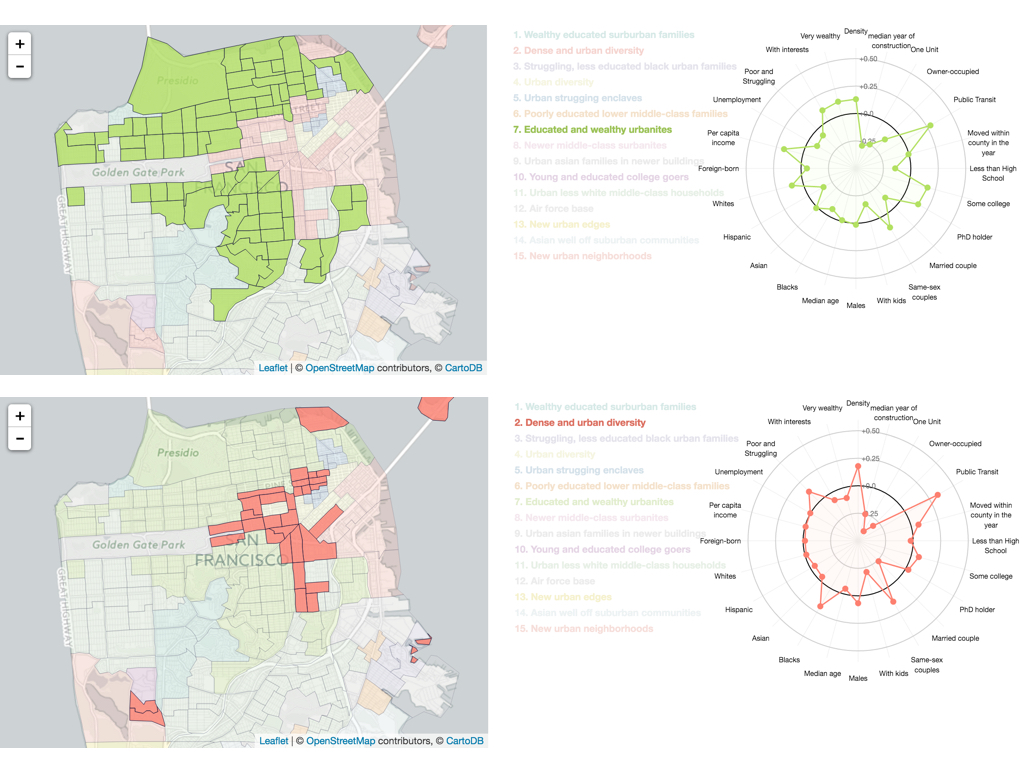 +
−
Presidio
STREET
Golden Gate Park
SAN
FRANCISCO
GREAT HIGHWAY
Leaflet | © OpenStreetMap contributors, © CartoDB
1. Wealthy educated surburban families
2. Dense and urban diversity
3. Struggling, less educated black urban families
4. Urban diversity
5. Urban struggling enclaves
6. Poorly educated lower middle-class families
7. Educated and wealthy urbanites
8. Newer middle-class surbanites
9. Urban asian families in newer buildings
10. Young and educated college goers
11. Urban less white middle-class households
12. Air force base
13. New urban edges
14. Asian well off suburban communities
15. New urban neighborhoods
Density
median year of
construction
One Unit
Owner-occupied
Public Transit
Moved within
county in the
year
Less than High
School
Some college
PhD holder
Married couple
Same-sex
couples
With kids
Males
Median age
Blacks
Asian
Hispanic
Whites
Foreign-born
Per capita
income
Unemployment
Poor and
Struggling
With interests
Very wealthy
+0.50
+0.25
0.0
+
−
Presidio
Golden Gate Park
SAN
FRANCISCO
GREAT HIGHWAY
Leaflet | © OpenStreetMap contributors, © CartoDB
1. Wealthy educated surburban families
2. Dense and urban diversity
3. Struggling, less educated black urban families
4. Urban diversity
5. Urban struggling enclaves
6. Poorly educated lower middle-class families
7. Educated and wealthy urbanites
8. Newer middle-class surbanites
9. Urban asian families in newer buildings
10. Young and educated college goers
11. Urban less white middle-class households
12. Air force base
13. New urban edges
14. Asian well off suburban communities
15. New urban neighborhoods
Density
median year of
construction
One Unit
Owner-occupied
Public Transit
Moved within
county in the
year
Less than High
School
Some college
PhD holder
Married couple
Same-sex
couples
With kids
Males
Median age
Blacks
Asian
Hispanic
Whites
Foreign-born
Per capita
income
Unemployment
Poor and
Struggling
With interests
Very wealthy
+0.50